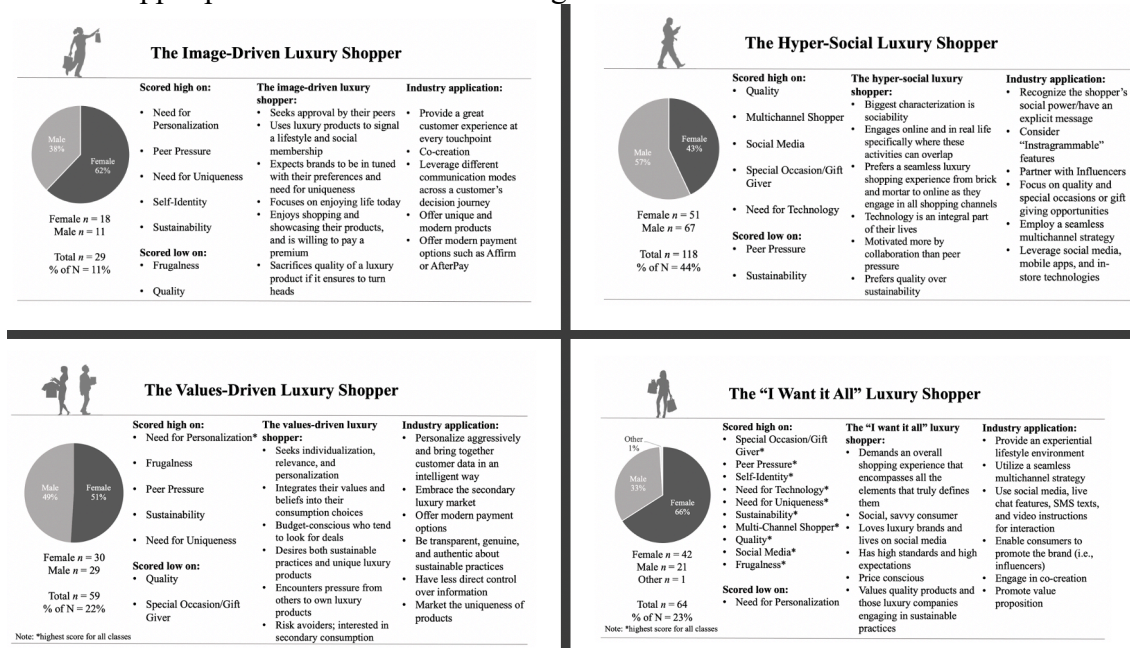 The Image-Driven Luxury Shopper
Male
38%
Female
62%
Female n = 18
Male n = 11
Total n = 29
% of N = 11%
Scored high on:
• Need for
Personalization
• Peer Pressure
• Need for Uniqueness
• Self-Identity
• Sustainability
Scored low on:
• Frugalness
• Quality
The image-driven luxury
shopper:
• Seeks approval by their peers
• Uses luxury products to signal
a lifestyle and social
membership
• Expects brands to be in tuned
with their preferences and
need for uniqueness
• Focuses on enjoying life today
• Enjoys shopping and
showcasing their products,
and is willing to pay a
premium
• Sacrifices quality of a luxury
product if it ensures to turn
heads
Industry application:
• Provide a great
customer experience at
every touchpoint
• Co-creation
• Leverage different
communication modes
across a customer's
decision journey
• Offer unique and
modern products
• Offer modern payment
options such as Affirm
or AfterPay
The Hyper-Social Luxury Shopper
Male
57%
Female
43%
Female n = 51
Male n = 67
Total n = 118
% of N = 44%
Scored high on:
• Quality
• Multichannel Shopper
• Social Media
• Special Occasion/Gift
Giver
• Need for Technology
Scored low on:
• Peer Pressure
• Sustainability
The hyper-social luxury
shopper:
• Biggest characterization is
sociability
• Engages online and in real life
specifically where these
activities can overlap
• Prefers a seamless luxury
shopping experience from brick
and mortar to online as they
engage in all shopping channels
• Technology is an integral part
of their lives
• Motivated more by
collaboration than peer
pressure
• Prefers quality over
sustainability
Industry application:
• Recognize the shopper's
social power/have an
explicit message
• Consider
"Instragrammable"
features
• Partner with Influencers
• Focus on quality and
special occasions or gift
giving opportunities
• Employ a seamless
multichannel strategy
• Leverage social media,
mobile apps, and in-
store technologies
The Values-Driven Luxury Shopper
Male
49%
Female
51%
Female n = 30
Male n = 29
Total n = 59
% of N = 22%
Note: *highest score for all classes
Scored high on:
• Need for Personalization*
• Frugalness
• Peer Pressure
• Sustainability
• Need for Uniqueness
Scored low on:
• Quality
• Special Occasion/Gift
Giver
The values-driven luxury
shopper:
• Seeks individualization,
relevance, and
personalization
• Integrates their values and
beliefs into their
consumption choices
• Budget-conscious who tend
to look for deals
• Desires both sustainable
practices and unique luxury
products
• Encounters pressure from
others to own luxury
products
• Risk avoiders; interested in
secondary consumption
Industry application:
• Personalize aggressively
and bring together
customer data in an
intelligent way
• Embrace the secondary
luxury market
• Offer modern payment
options
• Be transparent, genuine,
and authentic about
sustainable practices
• Have less direct control
over information
• Market the uniqueness of
products
The "I Want it All" Luxury Shopper
Other
1%
Male
33%
Female
66%
Female n = 42
Male n = 21
Other n = 1
Total n = 64
% of N = 23%
Note: *highest score for all classes
Scored high on:
• Special Occasion/Gift
Giver*
• Peer Pressure*
• Self-Identity*
• Need for Technology*
• Need for Uniqueness*
• Sustainability*
• Multi-Channel Shopper*
• Quality*
• Social Media*
• Frugalness*
Scored low on:
• Need for Personalization
The "I want it all" luxury
shopper:
• Demands an overall
shopping experience that
encompasses all the
elements that truly defines
them
• Social, savvy consumer
• Loves luxury brands and
lives on social media
• Has high standards and high
expectations
• Price conscious
• Values quality products and
those luxury companies
engaging in sustainable
practices
Industry application:
• Provide an experiential
lifestyle environment
• Utilize a seamless
multichannel strategy
• Use social media, live
chat features, SMS texts,
and video instructions
for interaction
• Enable consumers to
promote the brand (i.e.,
influencers)
• Engage in co-creation
• Promote value
proposition